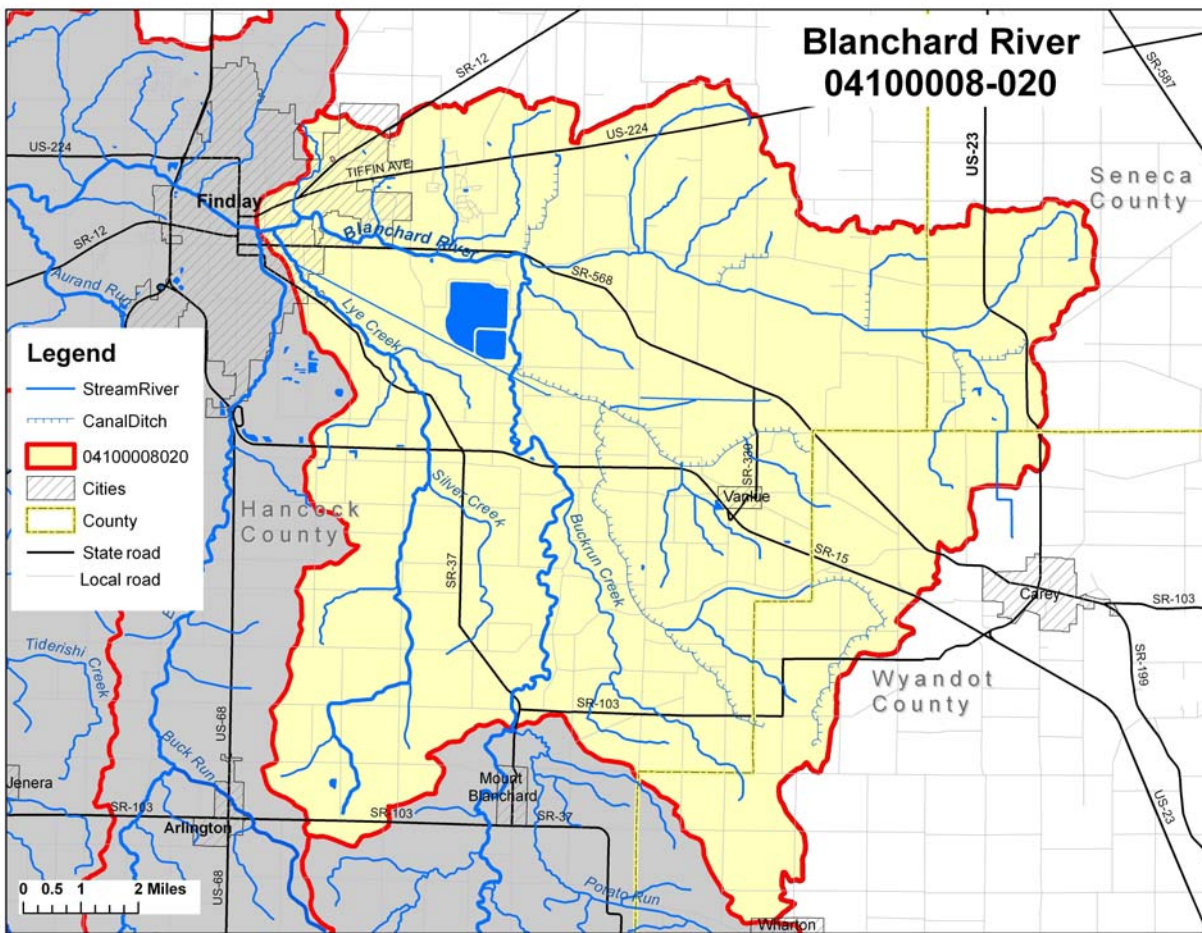 Blanchard River
04100008-020
SR-12
SR-587
US-224
US-224
TIFFIN AVE
US-23
Seneca
County
Findlay
SR-12
Blanchard River
SR-568
Aurand Run
Lye Creek
Legend
StreamRiver
CanalDitch
04100008020
Cities
County
State road
Local road
Hancock
County
Silver Creek
SR-330
Vanlue
Buckrun Creek
SR-37
SR-15
Carey
SR-103
SR-199
Tiderishi Creek
Wyandot
County
US-68
SR-103
Buck Run
Jenera
Mount
Blanchard
SR-103
SR-103
SR-37
Arlington
US-23
US-68
Potato Run
0 0.5 1 2 Miles
Wharton